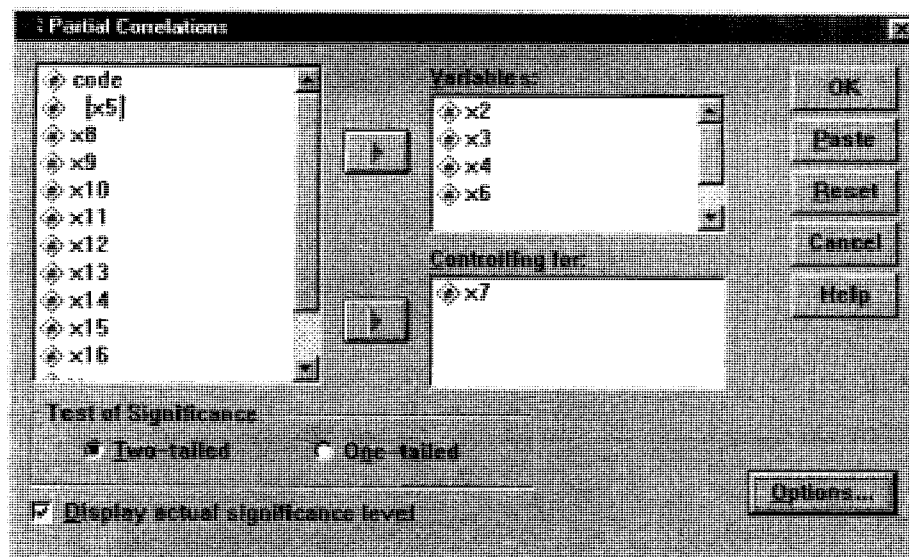 Partial Correlations
code
[x5]
x8
x9
x10
x11
x12
x13
x14
x15
x16
Variables:
x2
x3
x4
x6
Controlling for:
x7
OK
Paste
Reset
Cancel
Help
Test of Significance
Two-tailed
One-tailed
Display actual significance level
Options...